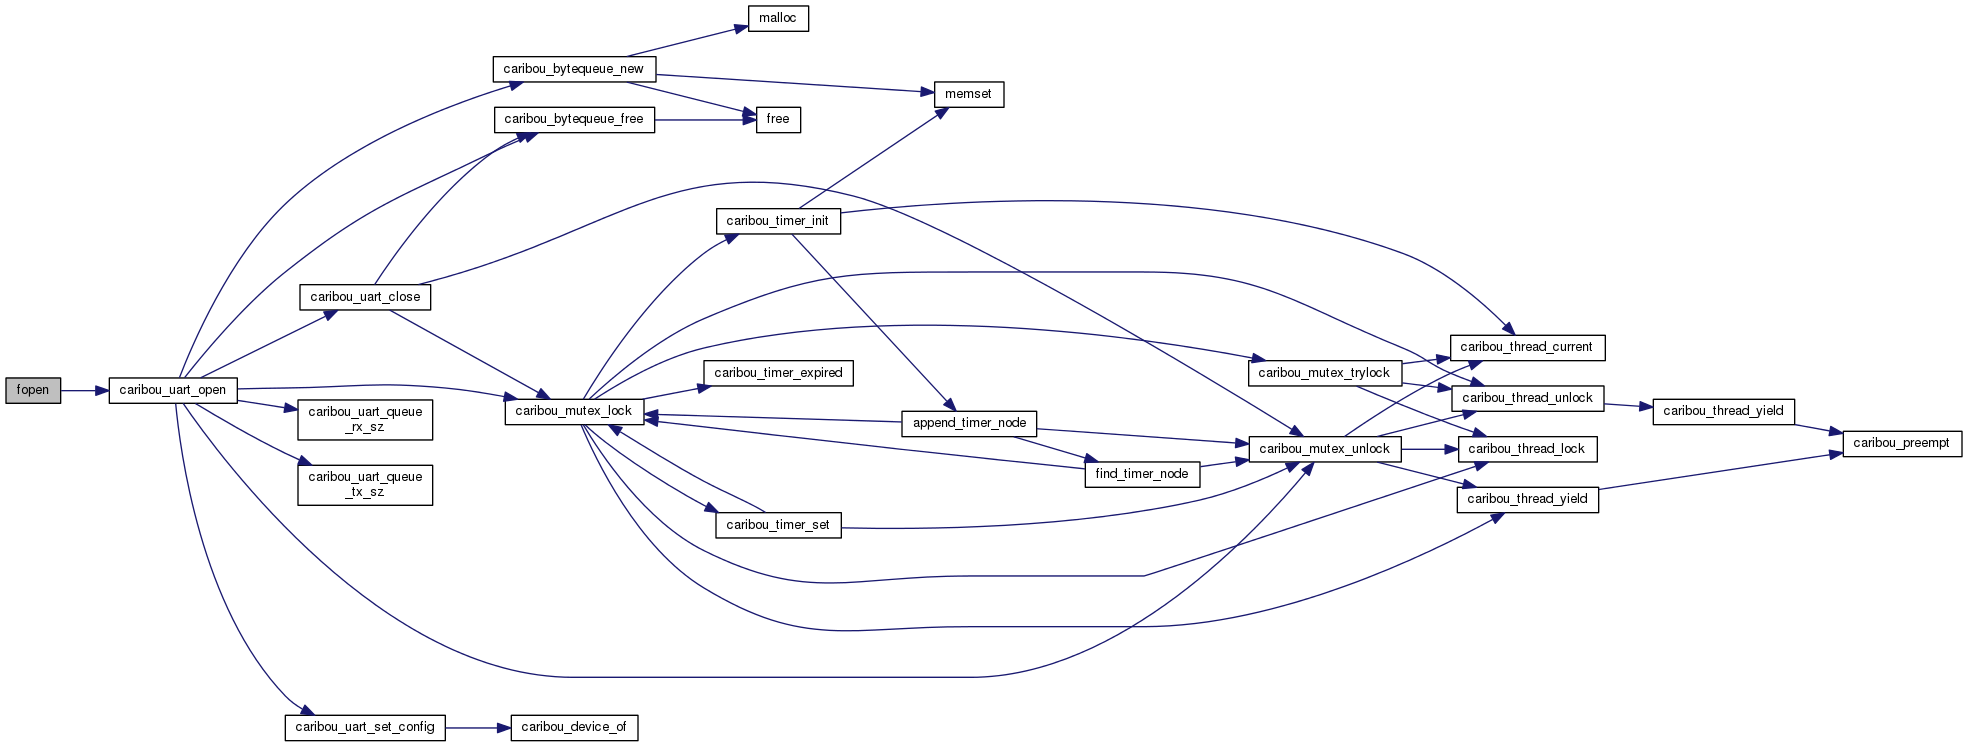 malloc
caribou_bytequeue_new
memset
caribou_bytequeue_free
free
caribou_timer_init
caribou_uart_close
caribou_thread_current
caribou_timer_expired
caribou_mutex_trylock
fopen
caribou_uart_open
caribou_thread_unlock
caribou_uart_queue
_rx_sz
caribou_mutex_lock
caribou_thread_yield
append_timer_node
caribou_preempt
caribou_mutex_unlock
caribou_thread_lock
find_timer_node
caribou_uart_queue
_tx_sz
caribou_thread_yield
caribou_timer_set
caribou_uart_set_config
caribou_device_of